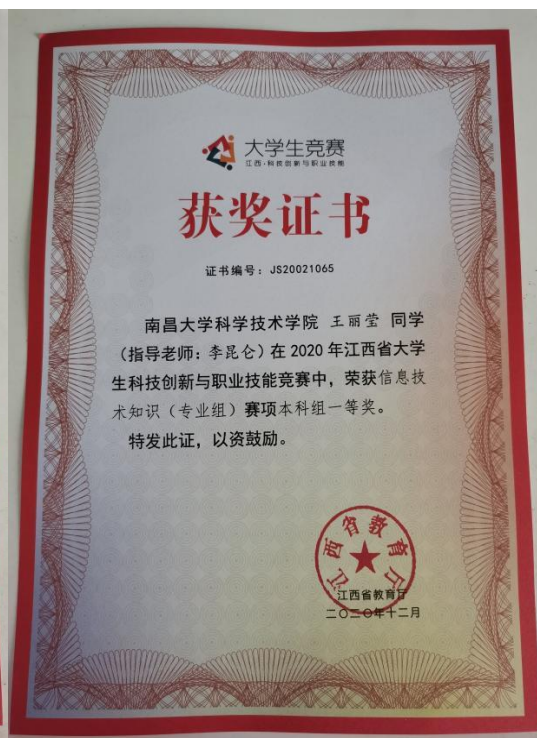 大学生竞赛
江西·科技创新与职业技能
获奖证书
证书编号：JS20021065
南昌大学科学技术学院 王丽莹 同学
（指导老师：李昆仑）在 2020 年江西省大学
生科技创新与职业技能竞赛中，荣获信息技
术知识（专业组）赛项本科组一等奖。
特发此证，以资鼓励。
江西省教育厅
江西省教育厅
二〇二〇年十二月